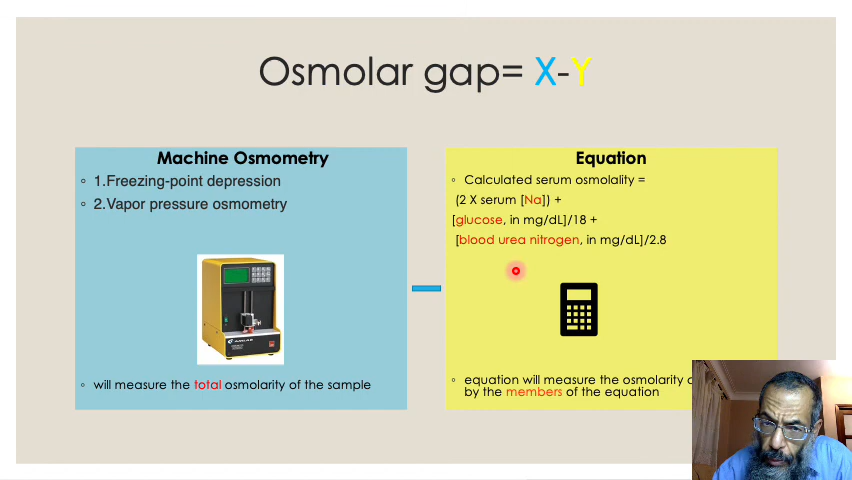 Osmolar gap= X-Y
Machine Osmometry
1.Freezing-point depression
2.Vapor pressure osmometry
will measure the total osmolarity of the sample
Equation
Calculated serum osmolality =
(2 X serum [Na]) +
[glucose, in mg/dL]/18 +
[blood urea nitrogen, in mg/dL]/2.8
equation will measure the osmolarity
by the members of the equation